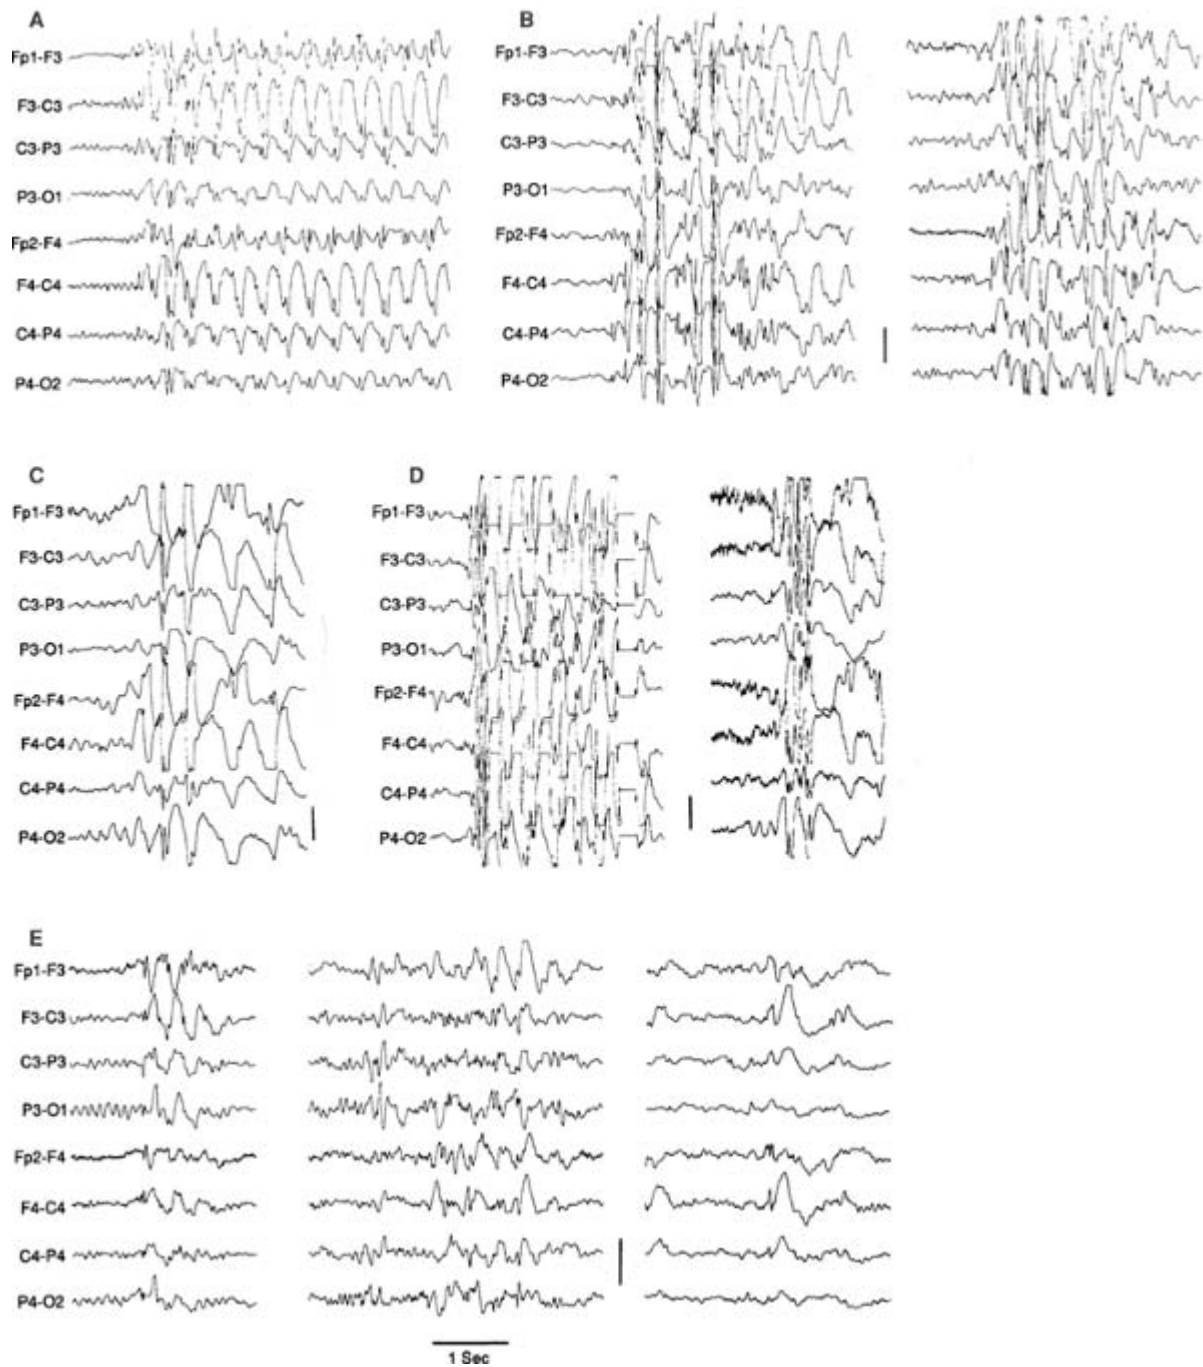 A
Fp1-F3
F3-C3
C3-P3
P3-O1
Fp2-F4
F4-C4
C4-P4
P4-O2
B
Fp1-F3
F3-C3
C3-P3
P3-O1
Fp2-F4
F4-C4
C4-P4
P4-O2
C
Fp1-F3
F3-C3
C3-P3
P3-O1
Fp2-F4
F4-C4
C4-P4
P4-O2
D
Fp1-F3
F3-C3
C3-P3
P3-O1
Fp2-F4
F4-C4
C4-P4
P4-O2
E
Fp1-F3
F3-C3
C3-P3
P3-O1
Fp2-F4
F4-C4
C4-P4
P4-O2
1 Sec